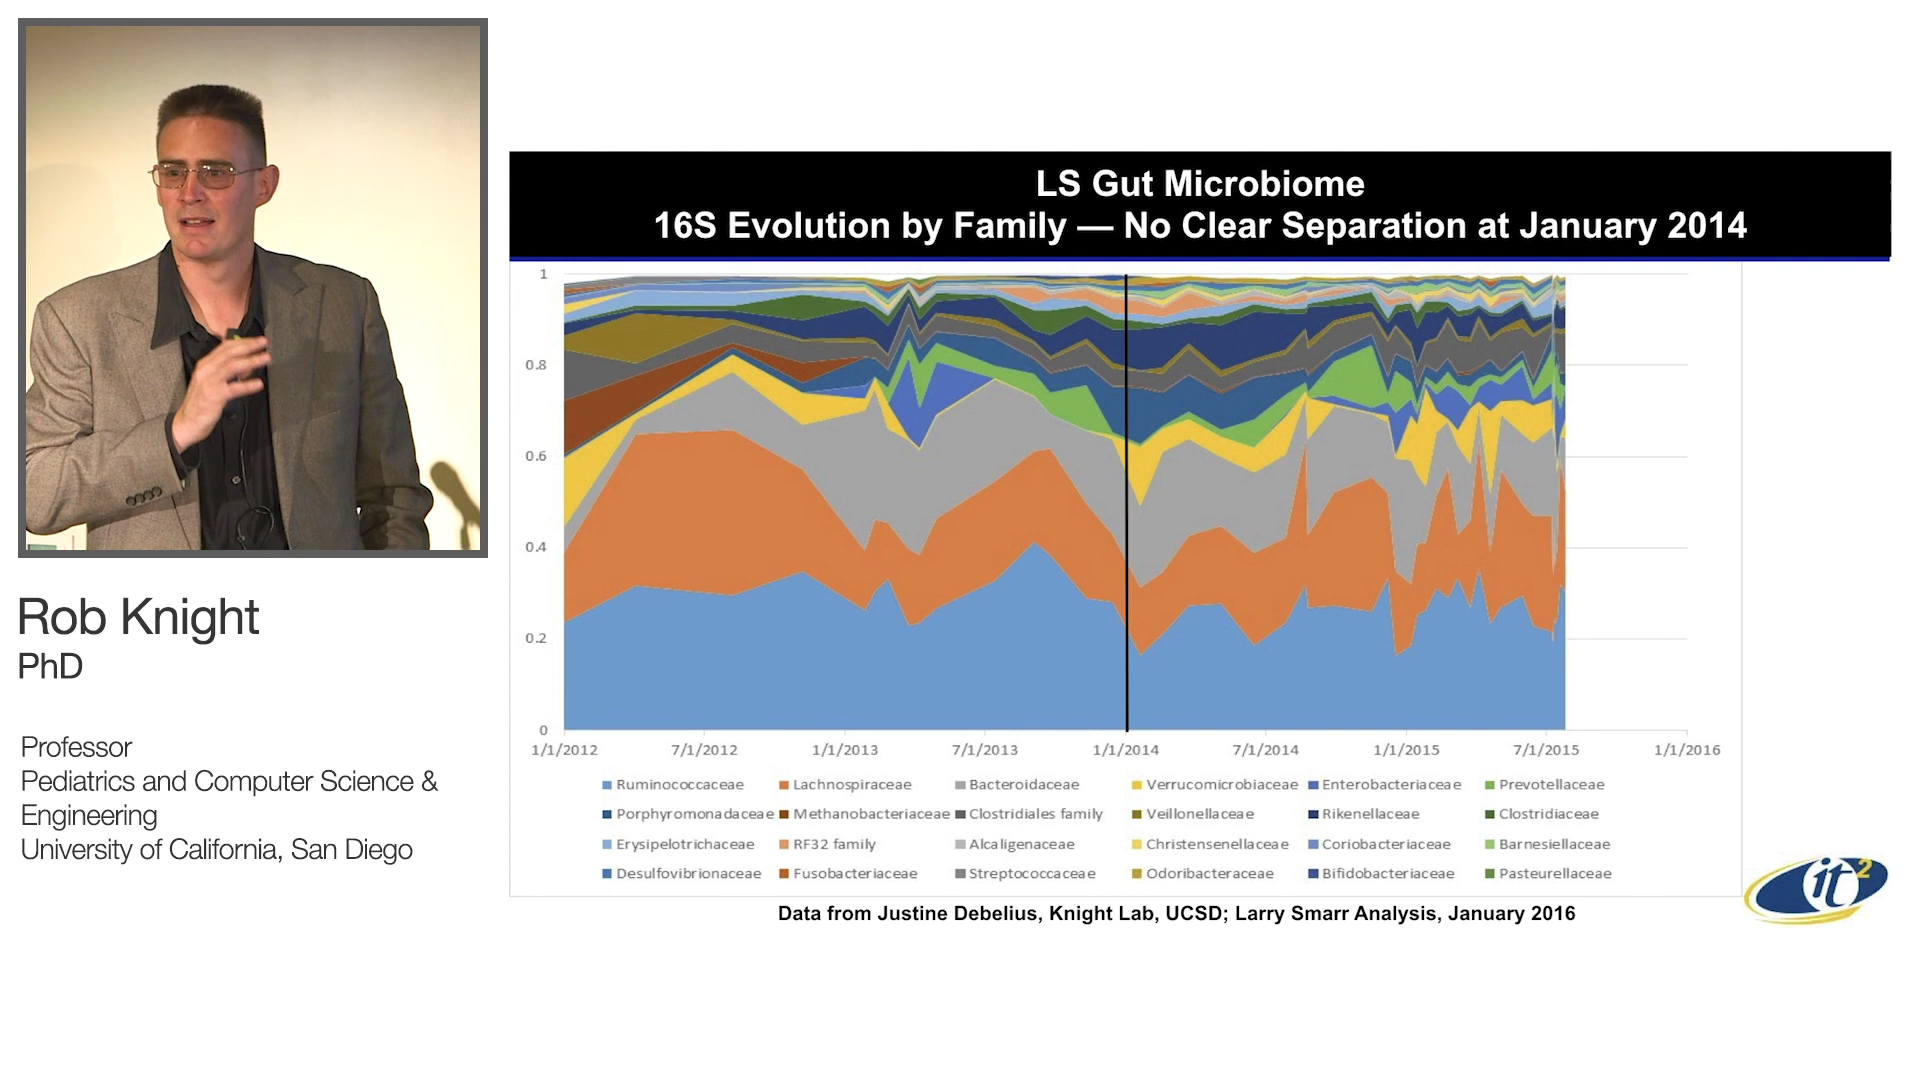 Rob Knight
PhD
Professor
Pediatrics and Computer Science &
Engineering
University of California, San Diego
LS Gut Microbiome
16S Evolution by Family — No Clear Separation at January 2014
1
0.8
0.6
0.4
0.2
0
1/1/2012 7/1/2012 1/1/2013 7/1/2013 1/1/2014 7/1/2014 1/1/2015 7/1/2015 1/1/2016
Ruminococcaceae Lachnospiraceae Bacteroidaceae Verrucomicrobiaceae Enterobacteriaceae Prevotellaceae
Porphyromonadaceae Methanobacteriaceae Clostridiales family Veillonellaceae Rikenellaceae Clostridiaceae
Erysipelotrichaceae RF32 family Alcaligenaceae Christensenellaceae Coriobacteriaceae Barnesiellaceae
Desulfovibrionaceae Fusobacteriaceae Streptococcaceae Odoribacteraceae Bifidobacteriaceae Pasteurellaceae
it2
Data from Justine Debelius, Knight Lab, UCSD; Larry Smarr Analysis, January 2016